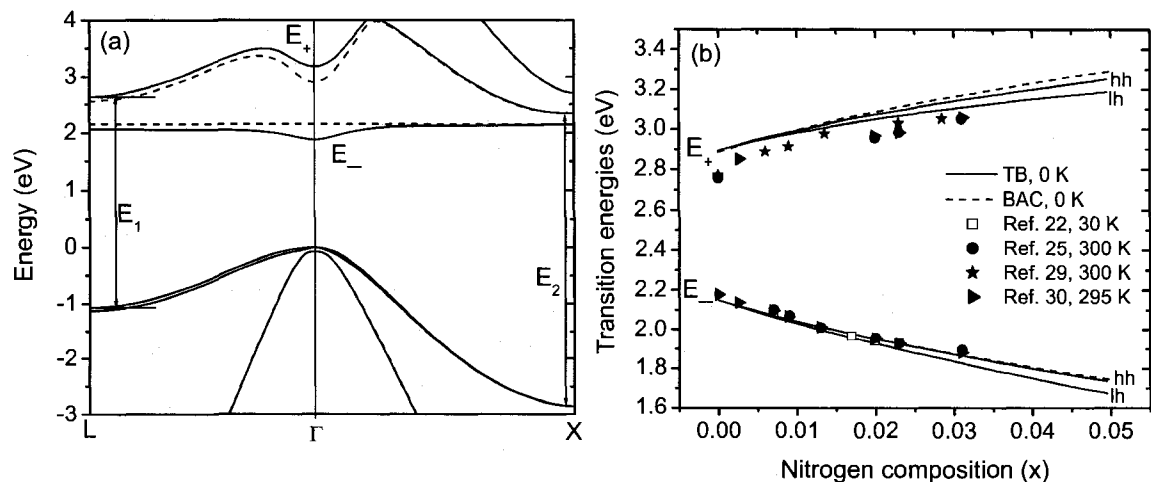 (a)
E+
E_
E1
E2
4
3
2
1
0
-1
-2
-3
Energy (eV)
L
Γ
X
(b)
3.4
3.2
3.0
2.8
2.6
2.4
2.2
2.0
1.8
1.6
Transition energies (eV)
E+
E_
hh
lh
TB, 0 K
BAC, 0 K
Ref. 22, 30 K
Ref. 25, 300 K
Ref. 29, 300 K
Ref. 30, 295 K
hh
lh
0.00 0.01 0.02 0.03 0.04 0.05
Nitrogen composition (x)